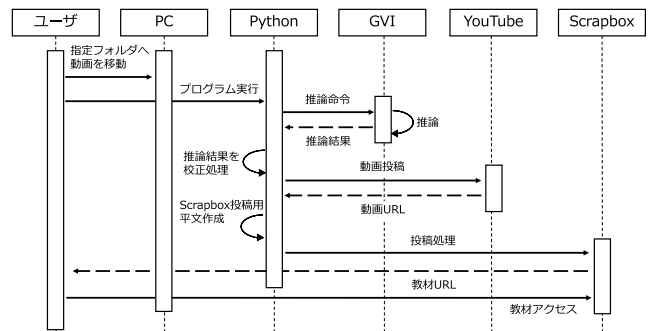 ユーザ
PC
Python
GVI
YouTube
Scrapbox
指定フォルダへ
動画を移動
プログラム実行
推論命令
推論
推論結果
推論結果を
校正処理
動画投稿
動画URL
Scrapbox投稿用
平文作成
投稿処理
教材URL
教材アクセス